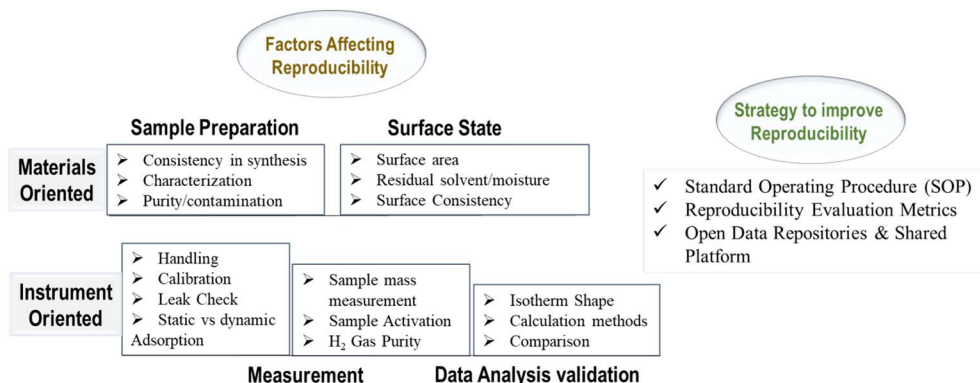 Factors Affecting
Reproducibility
Strategy to improve
Reproducibility
Sample Preparation
Surface State
Materials
Oriented
➢ Consistency in synthesis
➢ Characterization
➢ Purity/contamination
➢ Surface area
➢ Residual solvent/moisture
➢ Surface Consistency
✓ Standard Operating Procedure (SOP)
✓ Reproducibility Evaluation Metrics
✓ Open Data Repositories & Shared
Platform
Instrument
Oriented
➢ Handling
➢ Calibration
➢ Leak Check
➢ Static vs dynamic
Adsorption
➢ Sample mass
measurement
➢ Sample Activation
➢ H₂ Gas Purity
➢ Isotherm Shape
➢ Calculation methods
➢ Comparison
Measurement
Data Analysis validation